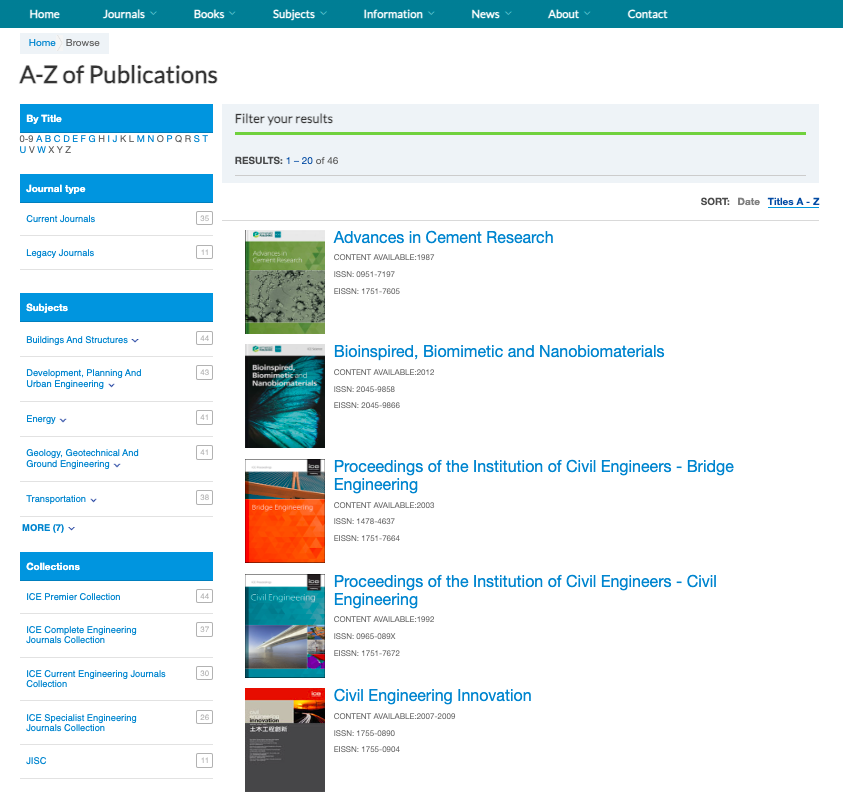 Home Journals Books Subjects Information News About Contact
Home Browse
A-Z of Publications
By Title
0-9 A B C D E F G H I J K L M N O P Q R S T
U V W X Y Z
Journal type
Current Journals 35
Legacy Journals 11
Subjects
Buildings And Structures 44
Development, Planning And 43
Urban Engineering
Energy 41
Geology, Geotechnical And 41
Ground Engineering
Transportation 38
MORE (7)
Collections
ICE Premier Collection 44
ICE Complete Engineering 37
Journals Collection
ICE Current Engineering Journals 30
Collection
ICE Specialist Engineering 26
Journals Collection
JISC 11
Filter your results
RESULTS: 1 – 20 of 46
SORT: Date Titles A - Z
Advances in
Cement Research
Advances in Cement Research
CONTENT AVAILABLE:1987
ISSN: 0951-7197
EISSN: 1751-7605
Bioinspired,
Biomimetic and
Nanobiomaterials
Bioinspired, Biomimetic and Nanobiomaterials
CONTENT AVAILABLE:2012
ISSN: 2045-9858
EISSN: 2045-9866
ice
Bridge Engineering
Proceedings of the Institution of Civil Engineers - Bridge
Engineering
CONTENT AVAILABLE:2003
ISSN: 1478-4637
EISSN: 1751-7664
ice
Civil Engineering
Proceedings of the Institution of Civil Engineers - Civil
Engineering
CONTENT AVAILABLE:1992
ISSN: 0965-089X
EISSN: 1751-7672
ice
civil
engineering
innovation
土木工程創新
Civil Engineering Innovation
CONTENT AVAILABLE:2007-2009
ISSN: 1755-0890
EISSN: 1755-0904